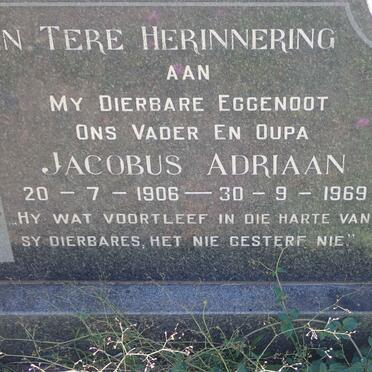 N TERE HERINNERING
AAN
MY DIERBARE EGGENOOT
ONS VADER EN OUPA
JACOBUS ADRIAAN
20 – 7 – 1906 — 30 – 9 – 1969
„HY WAT VOORTLEEF IN DIE HARTE VAN
SY DIERBARES, HET NIE GESTERF NIE."